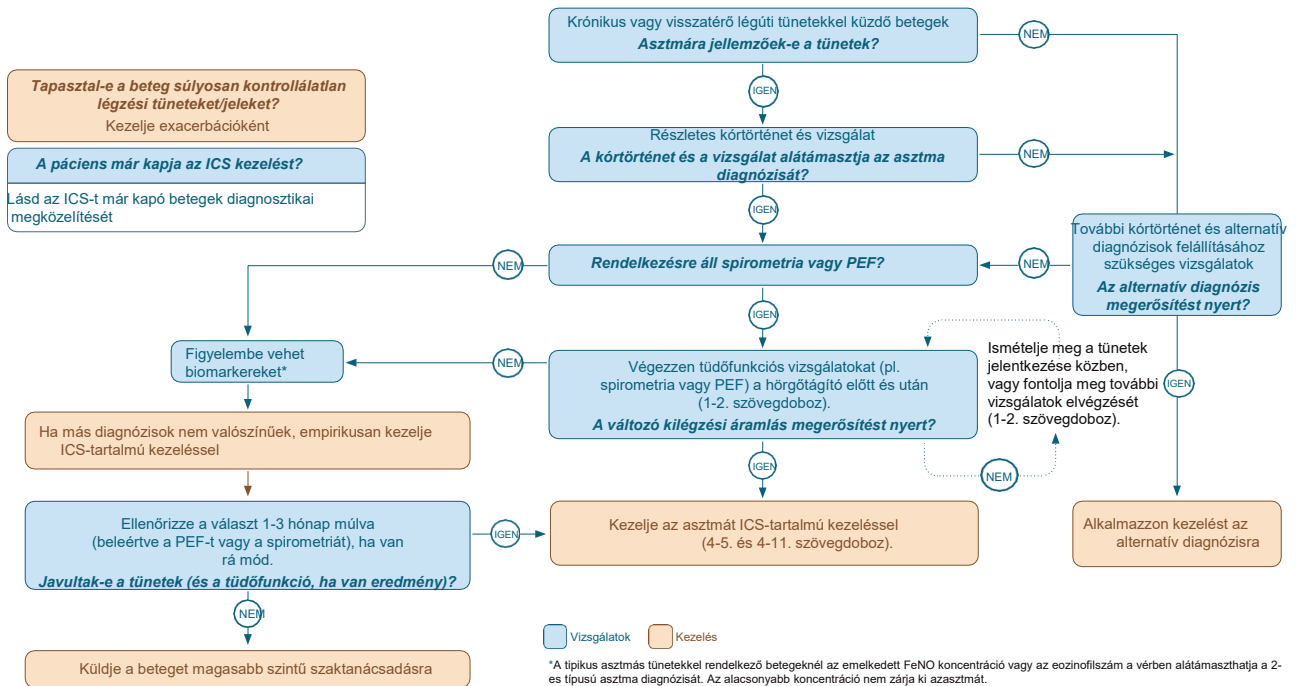 Krónikus vagy visszatérő légúti tünetekkel küzdő betegek
Asztmára jellemzőek-e a tünetek?
NEM
IGEN
Tapasztal-e a beteg súlyosan kontrollálatlan
légzési tüneteket/jeleket?
Kezelje exacerbációként
A páciens már kapja az ICS kezelést?
Lásd az ICS-t már kapó betegek diagnosztikai
megközelítését
Részletes kórtörténet és vizsgálat
A kórtörténet és a vizsgálat alátámasztja az asztma
diagnózisát?
NEM
IGEN
További kórtörténet és alternatív
diagnózisok felállításához
szükséges vizsgálatok
Az alternatív diagnózis
megerősítést nyert?
NEM
IGEN
Rendelkezésre áll spirometria vagy PEF?
NEM
IGEN
Figyelembe vehet
biomarkereket*
NEM
Végezzen tüdőfunkciós vizsgálatokat (pl.
spirometria vagy PEF) a hörgőtágító előtt és után
(1-2. szövegdoboz).
A változó kilégzési áramlás megerősítést nyert?
Ismételje meg a tünetek
jelentkezése közben,
vagy fontolja meg további
vizsgálatok elvégzését
(1-2. szövegdoboz).
NEM
IGEN
Ha más diagnózisok nem valószínűek, empirikusan kezelje
ICS-tartalmú kezeléssel
Ellenőrizze a választ 1-3 hónap múlva
(beleértve a PEF-t vagy a spirometriát), ha van
rá mód.
Javultak-e a tünetek (és a tüdőfunkció, ha van eredmény)?
IGEN
NEM
Kezelje az asztmát ICS-tartalmú kezeléssel
(4-5. és 4-11. szövegdoboz).
Alkalmazzon kezelést az
alternatív diagnózisra
Küldje a beteget magasabb szintű szaktanácsadásra
Vizsgálatok
Kezelés
*A tipikus asztmás tünetekkel rendelkező betegeknél az emelkedett FeNO koncentráció vagy az eozinofilszám a vérben alátámaszthatja a 2-
es típusú asztma diagnózisát. Az alacsonyabb koncentráció nem zárja ki azasztmát.